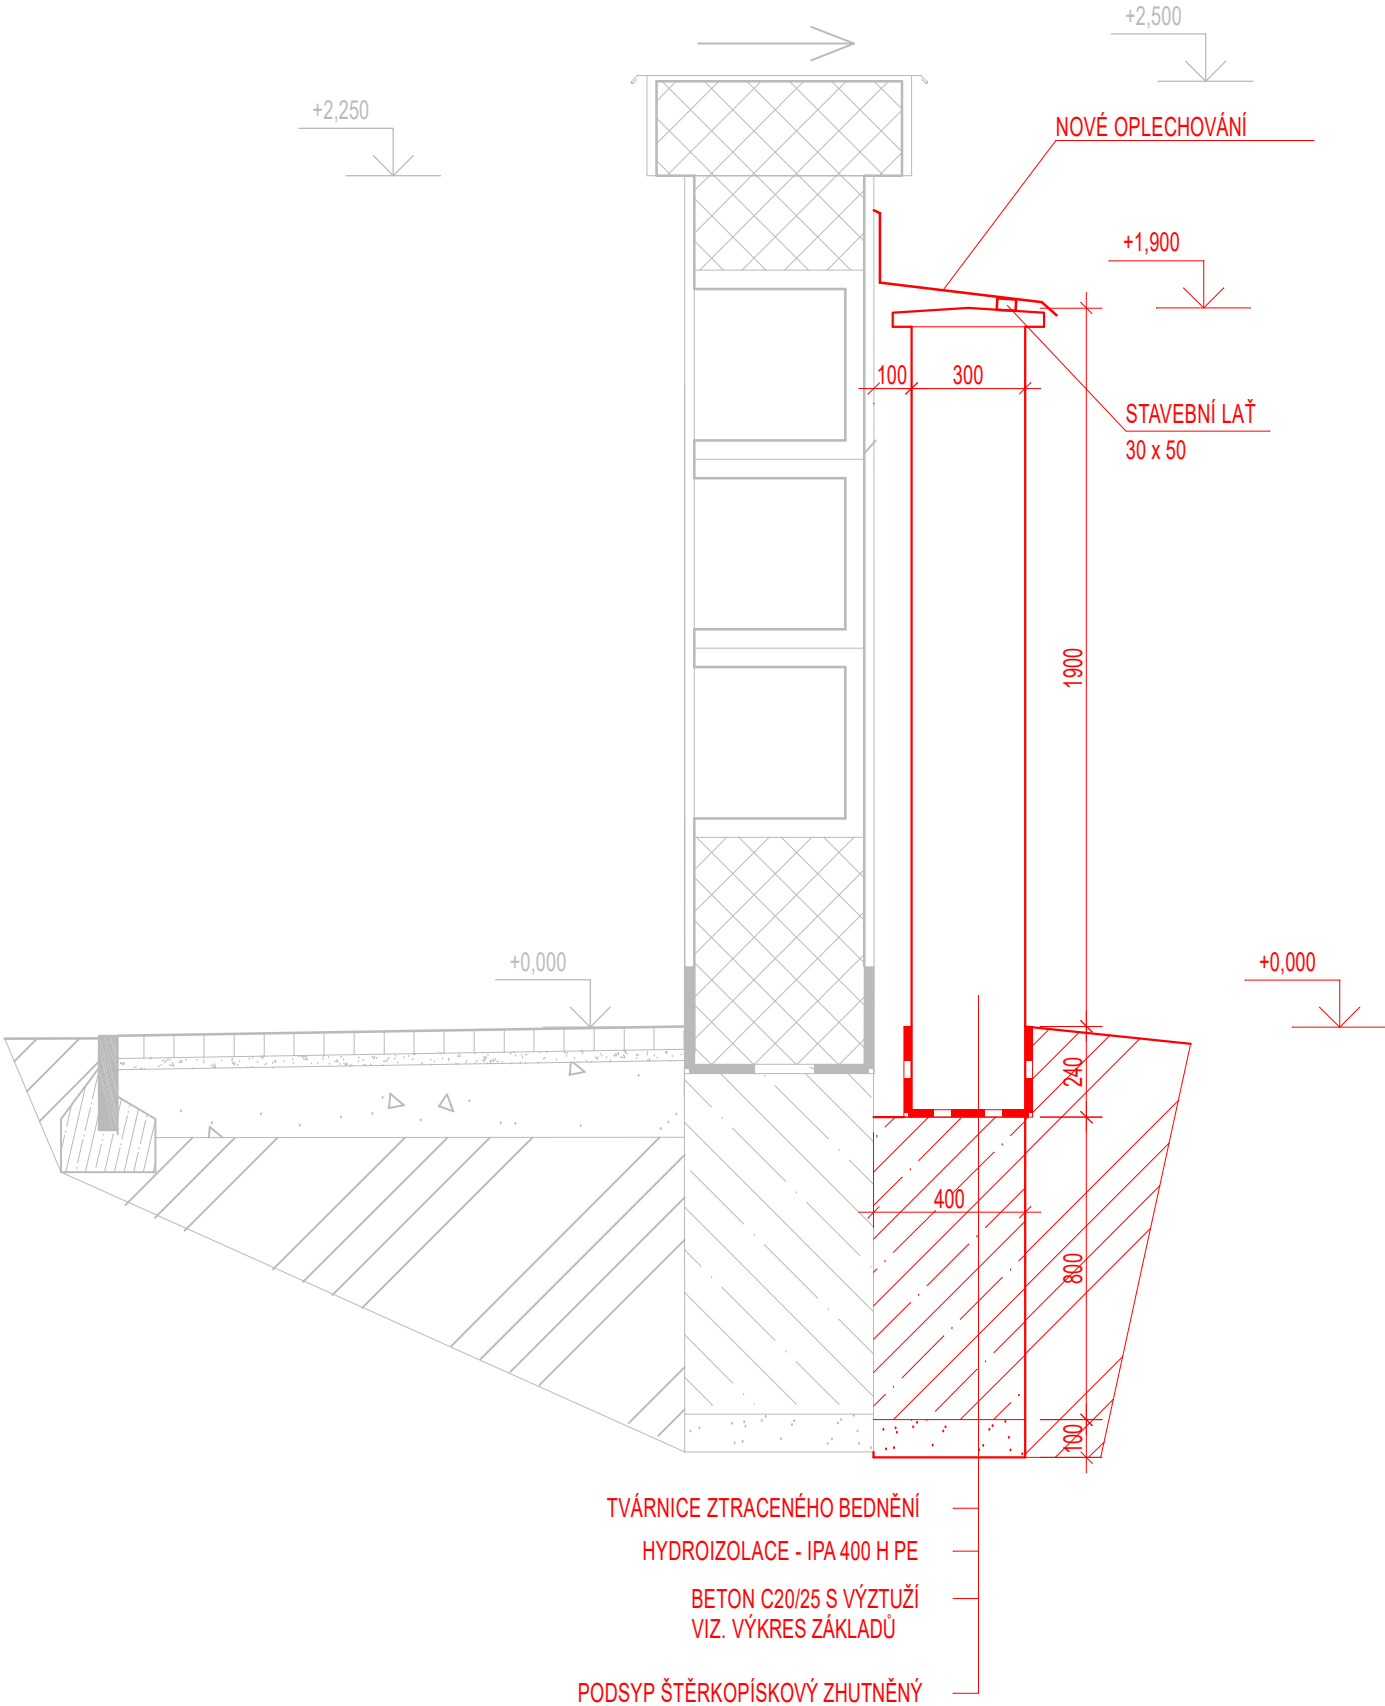 +2,500
+2,250
NOVÉ OPLECHOVÁNÍ
+1,900
100
300
STAVEBNÍ LAŤ
30 x 50
1900
+0,000
+0,000
240
400
800
100
TVÁRNICE ZTRACENÉHO BEDNĚNÍ
HYDROIZOLACE - IPA 400 H PE
BETON C20/25 S VÝZTUŽÍ
VIZ. VÝKRES ZÁKLADŮ
PODSYP ŠTĚRKOPÍSKOVÝ ZHUTNĚNÝ